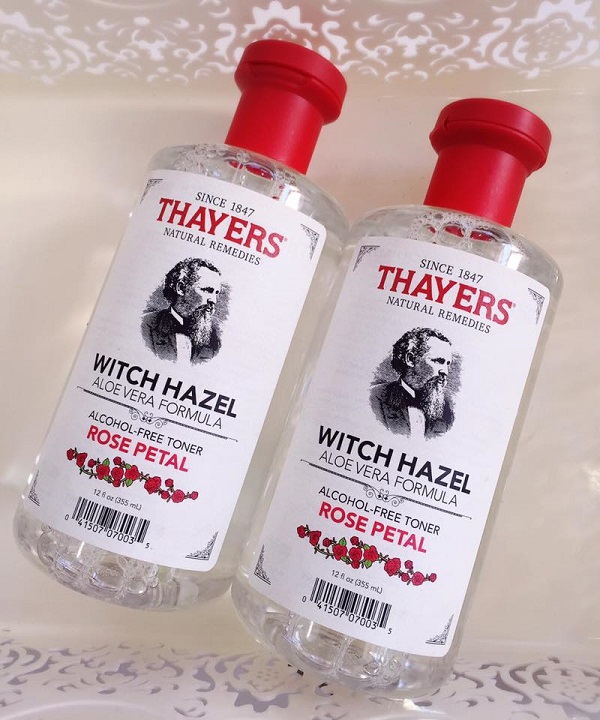 SINCE 1847
THAYERS®
NATURAL REMEDIES
WITCH HAZEL
ALOE VERA FORMULA
ALCOHOL-FREE TONER
ROSE PETAL
12 fl oz (355 mL)
0 41507 07003 5
SINCE 1847
THAYERS®
NATURAL REMEDIES
WITCH HAZEL
ALOE VERA FORMULA
ALCOHOL-FREE TONER
ROSE PETAL
12 fl oz (355 mL)
0 41507 07003 5